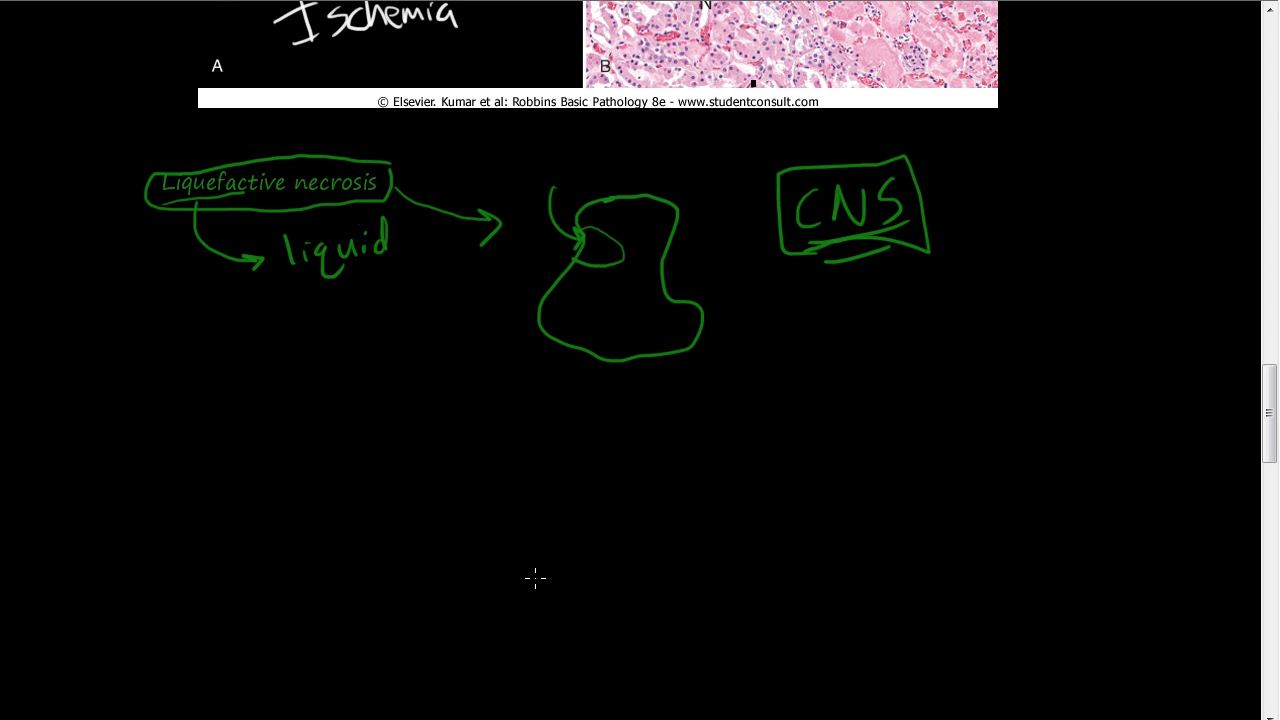 Ischemia
N
A
B
© Elsevier. Kumar et al: Robbins Basic Pathology 8e - www.studentconsult.com
Liquefactive necrosis
CNS
liquid